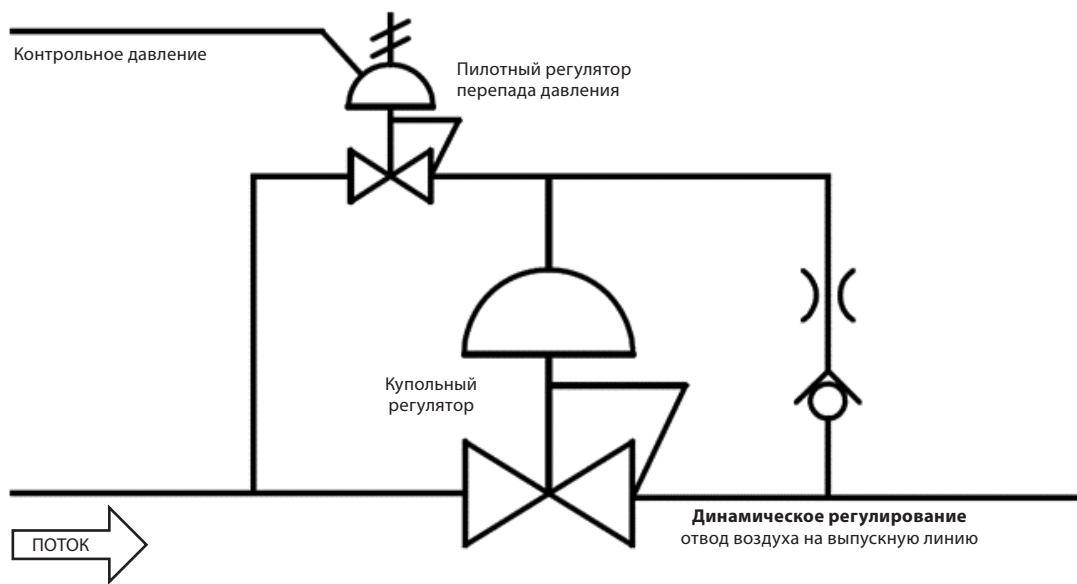 Контрольное давление
Пилотный регулятор
перепада давления
Купольный
регулятор
Динамическое регулирование
отвод воздуха на выпускную линию
ПОТОК